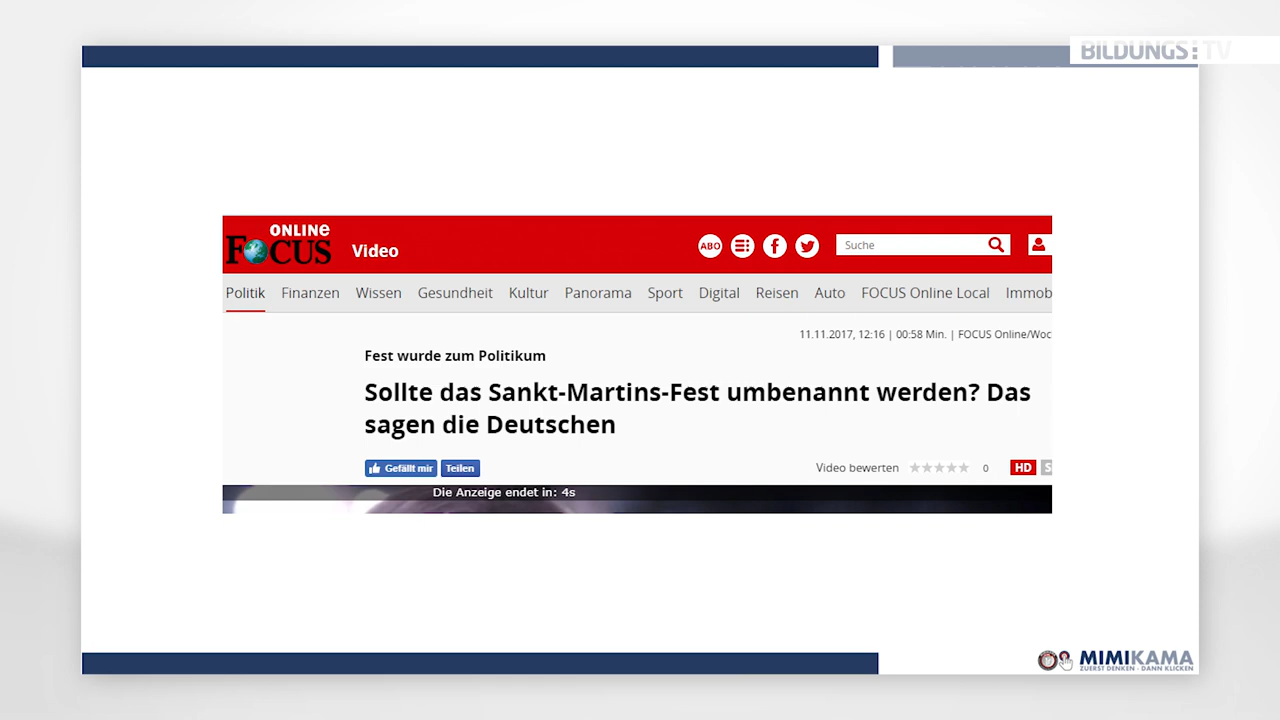 BILDUNGS:TV
ONLINE
FOCUS
Video
ABO
Suche
Politik Finanzen Wissen Gesundheit Kultur Panorama Sport Digital Reisen Auto FOCUS Online Local Immob
11.11.2017, 12:16 | 00:58 Min. | FOCUS Online/Woc
Fest wurde zum Politikum
Sollte das Sankt-Martins-Fest umbenannt werden? Das
sagen die Deutschen
Gefällt mir Teilen
Video bewerten 0 HD S
Die Anzeige endet in: 4s
MIMIKAMA
ZUERST DENKEN - DANN KLICKEN